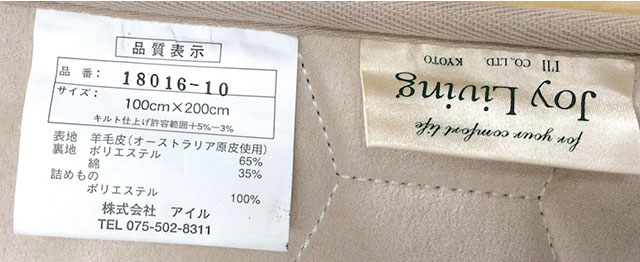 品質表示
品番: 18016-10
サイズ:
100cm×200cm
キルト仕上げ許容範囲+5%−3%
表地 羊毛皮(オーストラリア原皮使用)
裏地 ポリエステル 65%
綿 35%
詰めもの
ポリエステル 100%
株式会社 アイル
TEL 075-502-8311
for your comfort life
Joy Living
CO.,LTD. KYOTO